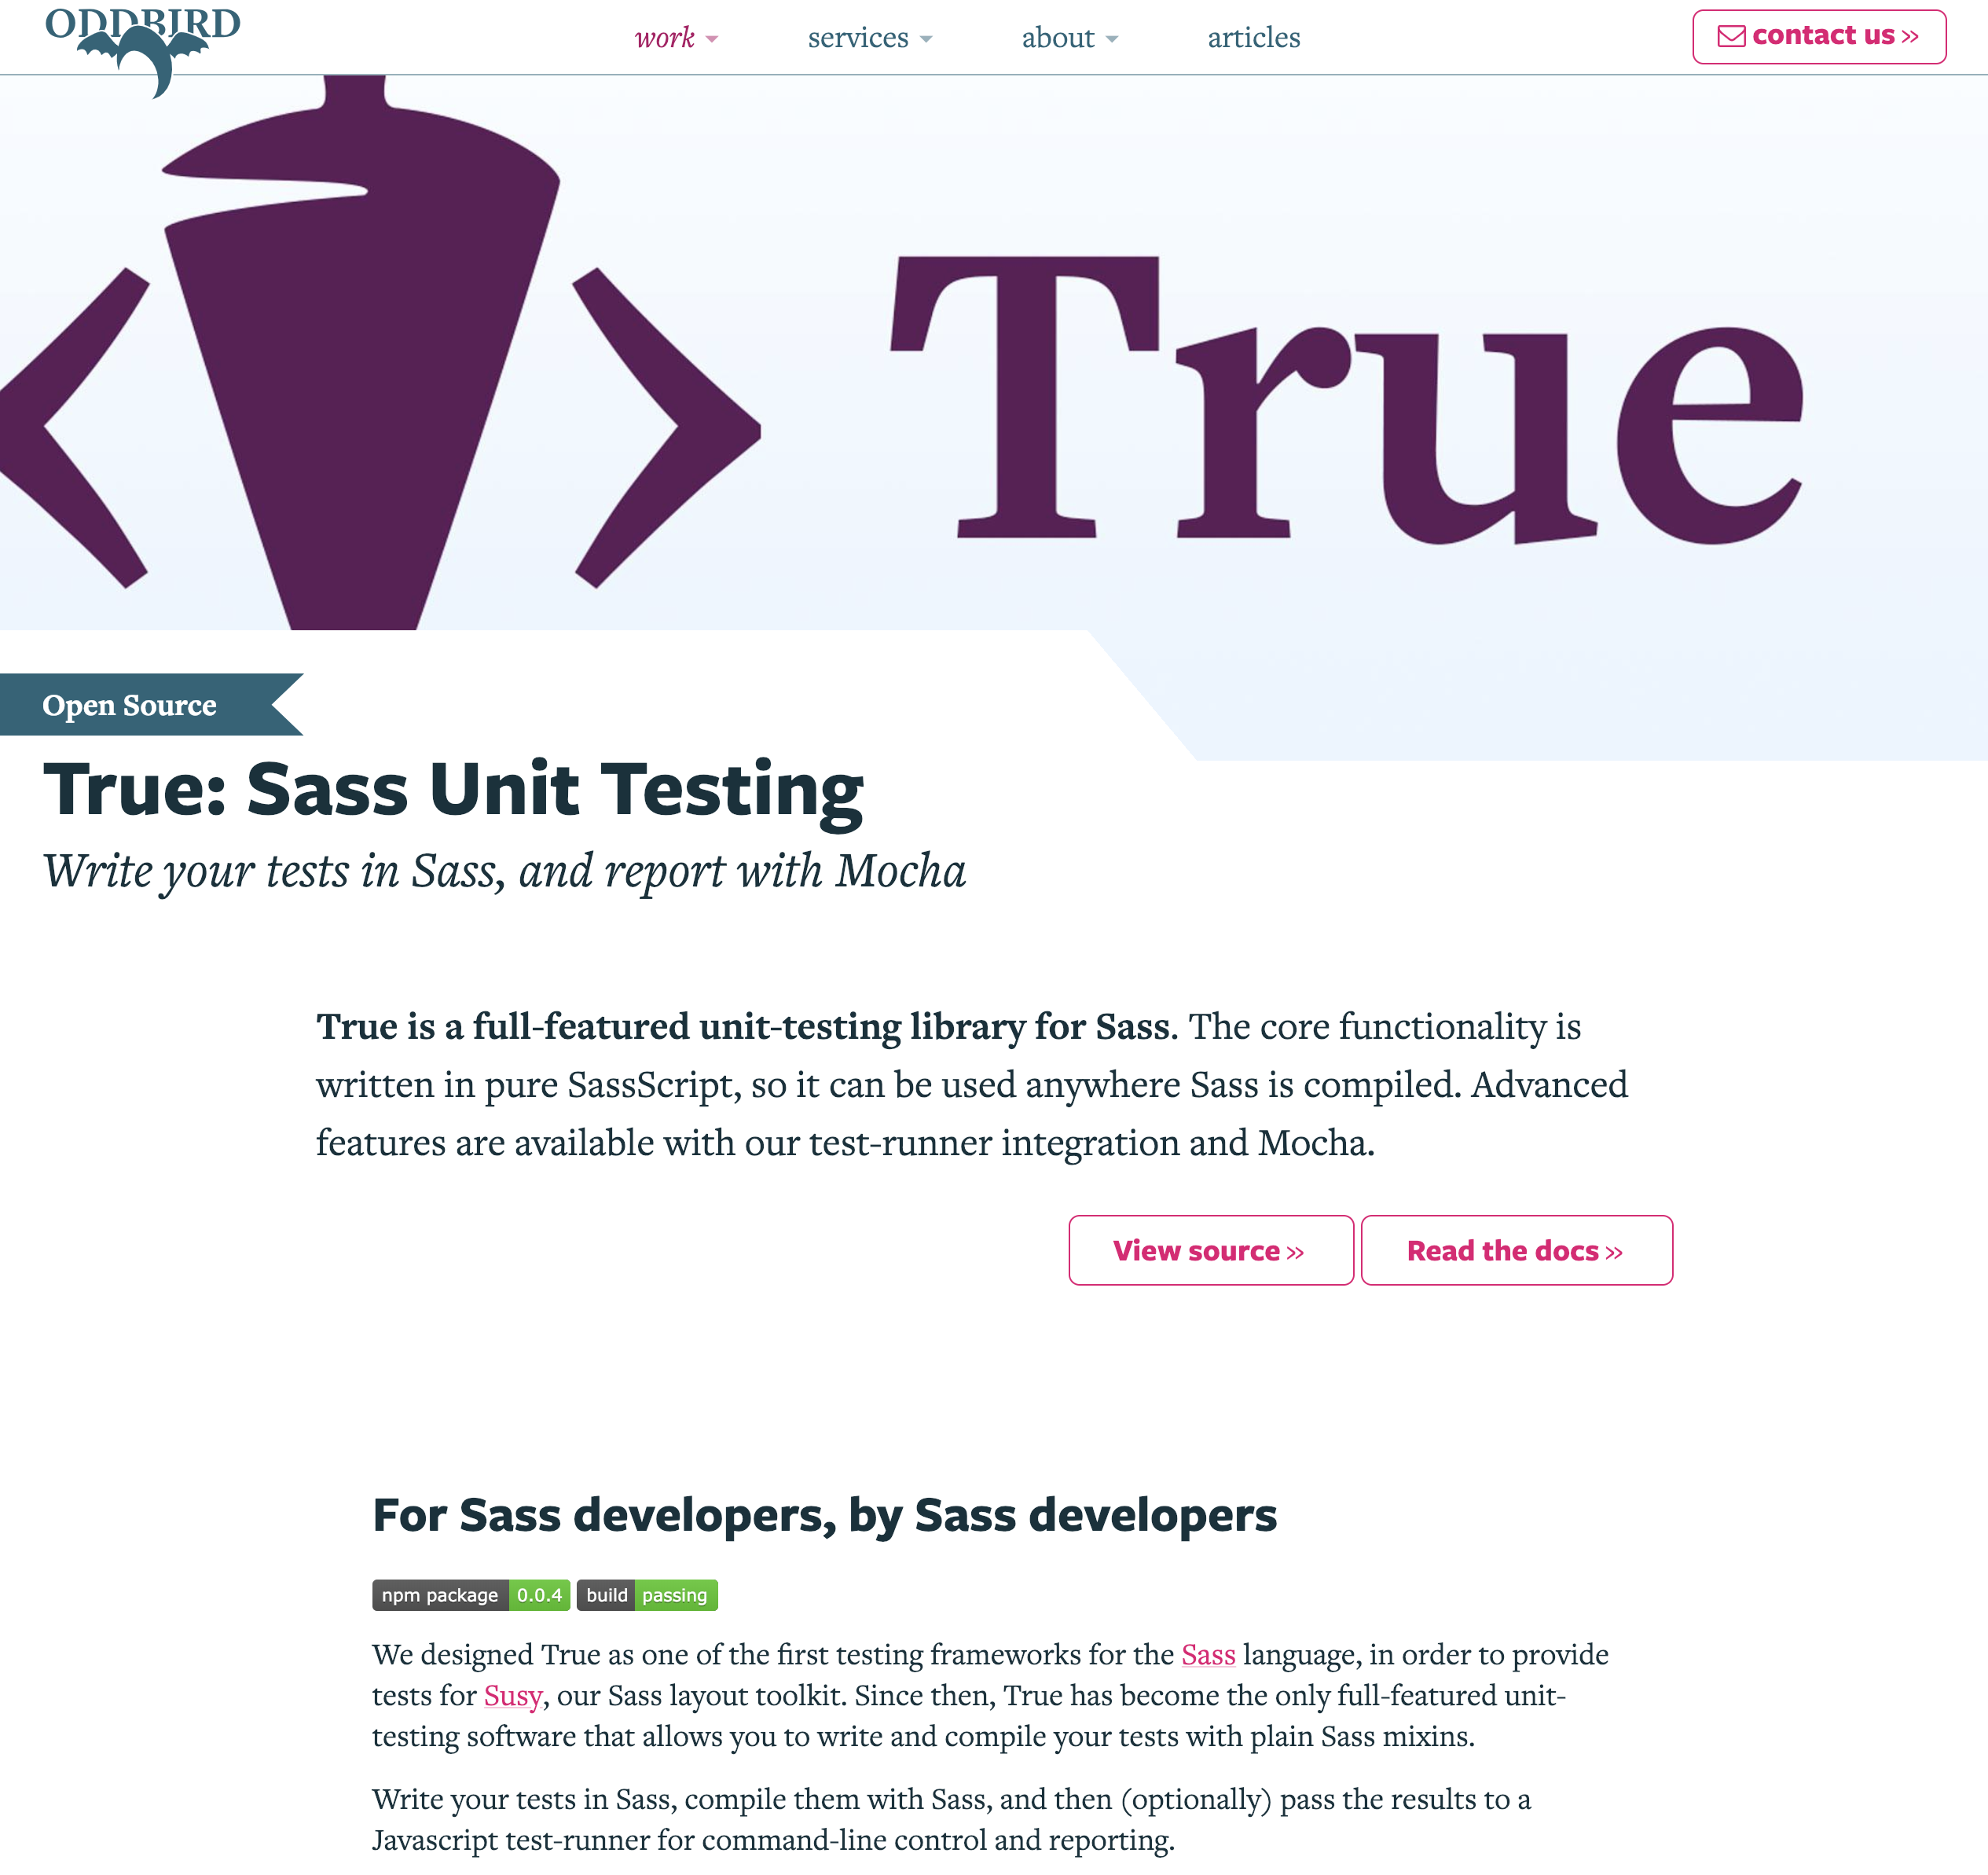 ODDBIRD
work
services
about
articles
contact us »
True
Open Source
True: Sass Unit Testing
Write your tests in Sass, and report with Mocha
True is a full-featured unit-testing library for Sass. The core functionality is
written in pure SassScript, so it can be used anywhere Sass is compiled. Advanced
features are available with our test-runner integration and Mocha.
View source »
Read the docs »
For Sass developers, by Sass developers
npm package 0.0.4 build passing
We designed True as one of the first testing frameworks for the Sass language, in order to provide
tests for Susy, our Sass layout toolkit. Since then, True has become the only full-featured unit-
testing software that allows you to write and compile your tests with plain Sass mixins.
Write your tests in Sass, compile them with Sass, and then (optionally) pass the results to a
Javascript test-runner for command-line control and reporting.